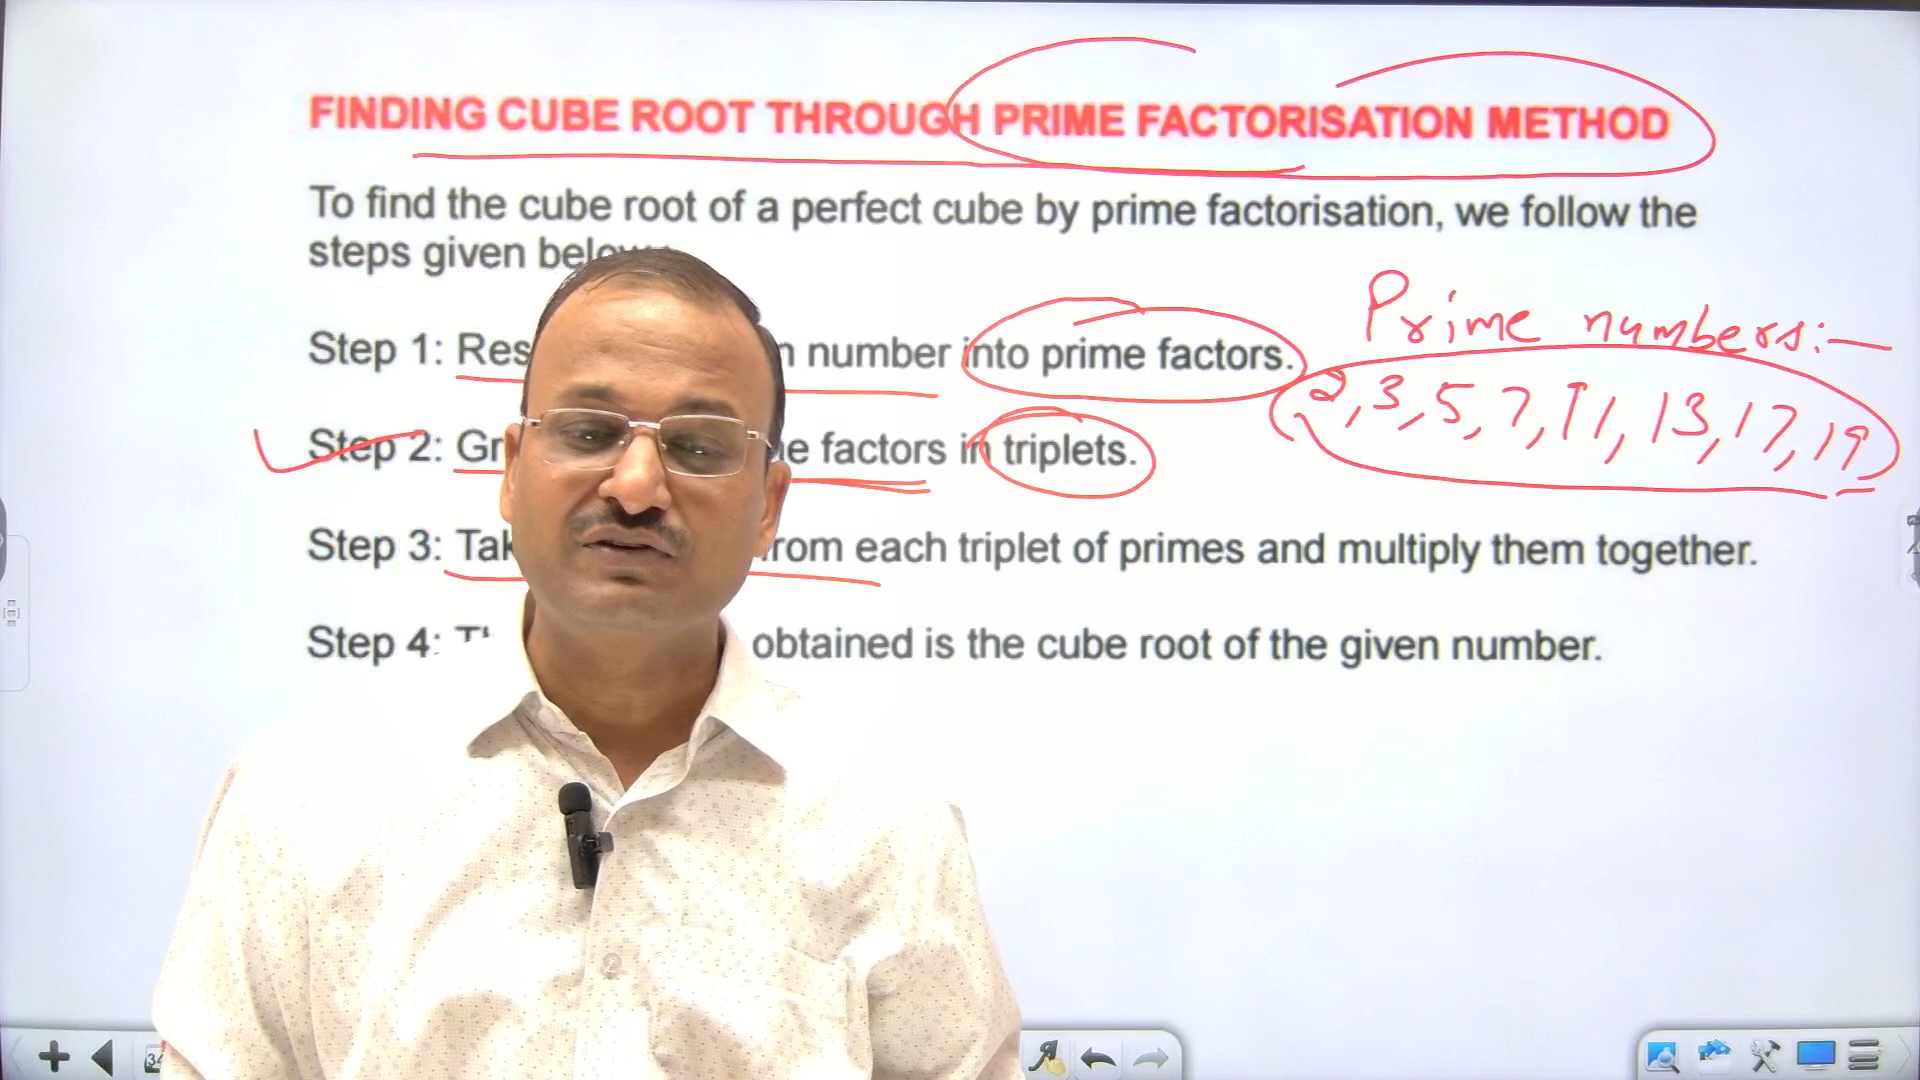 FINDING CUBE ROOT THROUGH PRIME FACTORISATION METHOD
To find the cube root of a perfect cube by prime factorisation, we follow the
steps given below
Step 1: Res number into prime factors.
Step 2: Gr factors in triplets.
Step 3: Tak from each triplet of primes and multiply them together.
Step 4: obtained is the cube root of the given number.
Prime numbers:—
2, 3, 5, 7, 11, 13, 17, 19
34